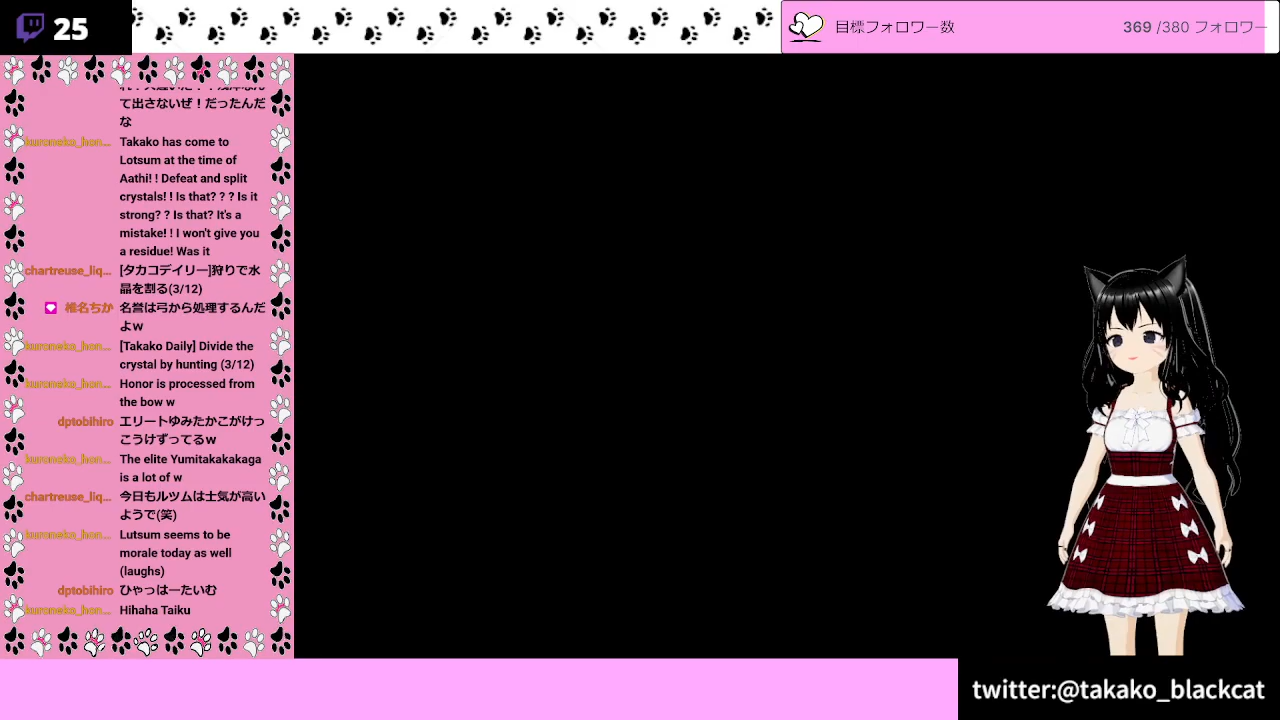 25
目標フォロワー数
369 /380 フォロワー
て出さないぜ！だったんだ
な
kuroneko_hon... Takako has come to
Lotsum at the time of
Aathi! ! Defeat and split
crystals! ! Is that? ? ? Is it
strong? ? Is that? It's a
mistake! ! I won't give you
a residue! Was it
chartreuse_liq... [タカコデイリー]狩りで水
晶を割る(3/12)
椎名ちか 名誉は弓から処理するんだ
よw
kuroneko_hon... [Takako Daily] Divide the
crystal by hunting (3/12)
kuroneko_hon... Honor is processed from
the bow w
dptobihiro エリートゆみたかこがけっ
こうけずってるw
kuroneko_hon... The elite Yumitakakakaga
is a lot of w
chartreuse_liq... 今日もルツムは士気が高い
ようで(笑)
kuroneko_hon... Lutsum seems to be
morale today as well
(laughs)
dptobihiro ひゃっはーたいむ
kuroneko_hon... Hihaha Taiku
twitter:@takako_blackcat